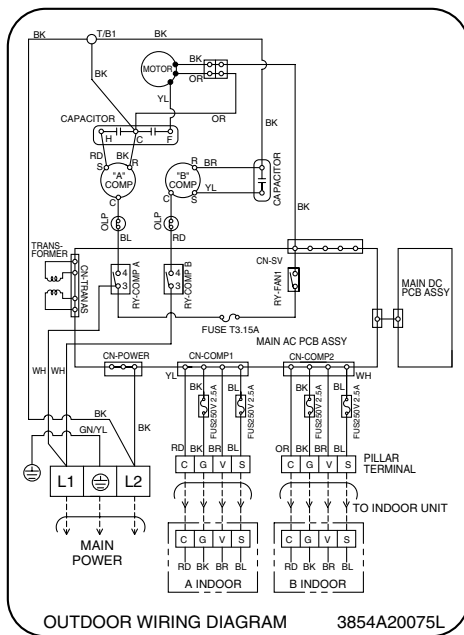 BK T/B1 BK
BK
MOTOR
BK
OR
YL
OR
CAPACITOR
H C F
RD BK
S R
"A"
COMP
C
R BR
"B"
COMP
C S YL
CAPACITOR
BK
BK
OLP
BL
OLP
RD
TRANS-
FORMER
CN-TRANAS
4
3
RY-COMP A
4
3
RY-COMP B
CN-SV
RY-FAN1
MAIN DC
PCB ASSY
FUSE T3.15A
MAIN AC PCB ASSY
WH WH
CN-POWER
CN-COMP1
CN-COMP2
YL BK BL
FUS250V 2.5A
FUS250V 2.5A
BK BL WH
FUS250V 2.5A
FUS250V 2.5A
BK
GN/YL
BK
RD BK BR BL
OR BK BR BL
L1 L2
C G V S
C G V S
PILLAR
TERMINAL
TO INDOOR UNIT
MAIN
POWER
C G V S
C G V S
RD BK BR BL
RD BK BR BL
A INDOOR
B INDOOR
OUTDOOR WIRING DIAGRAM 3854A20075L